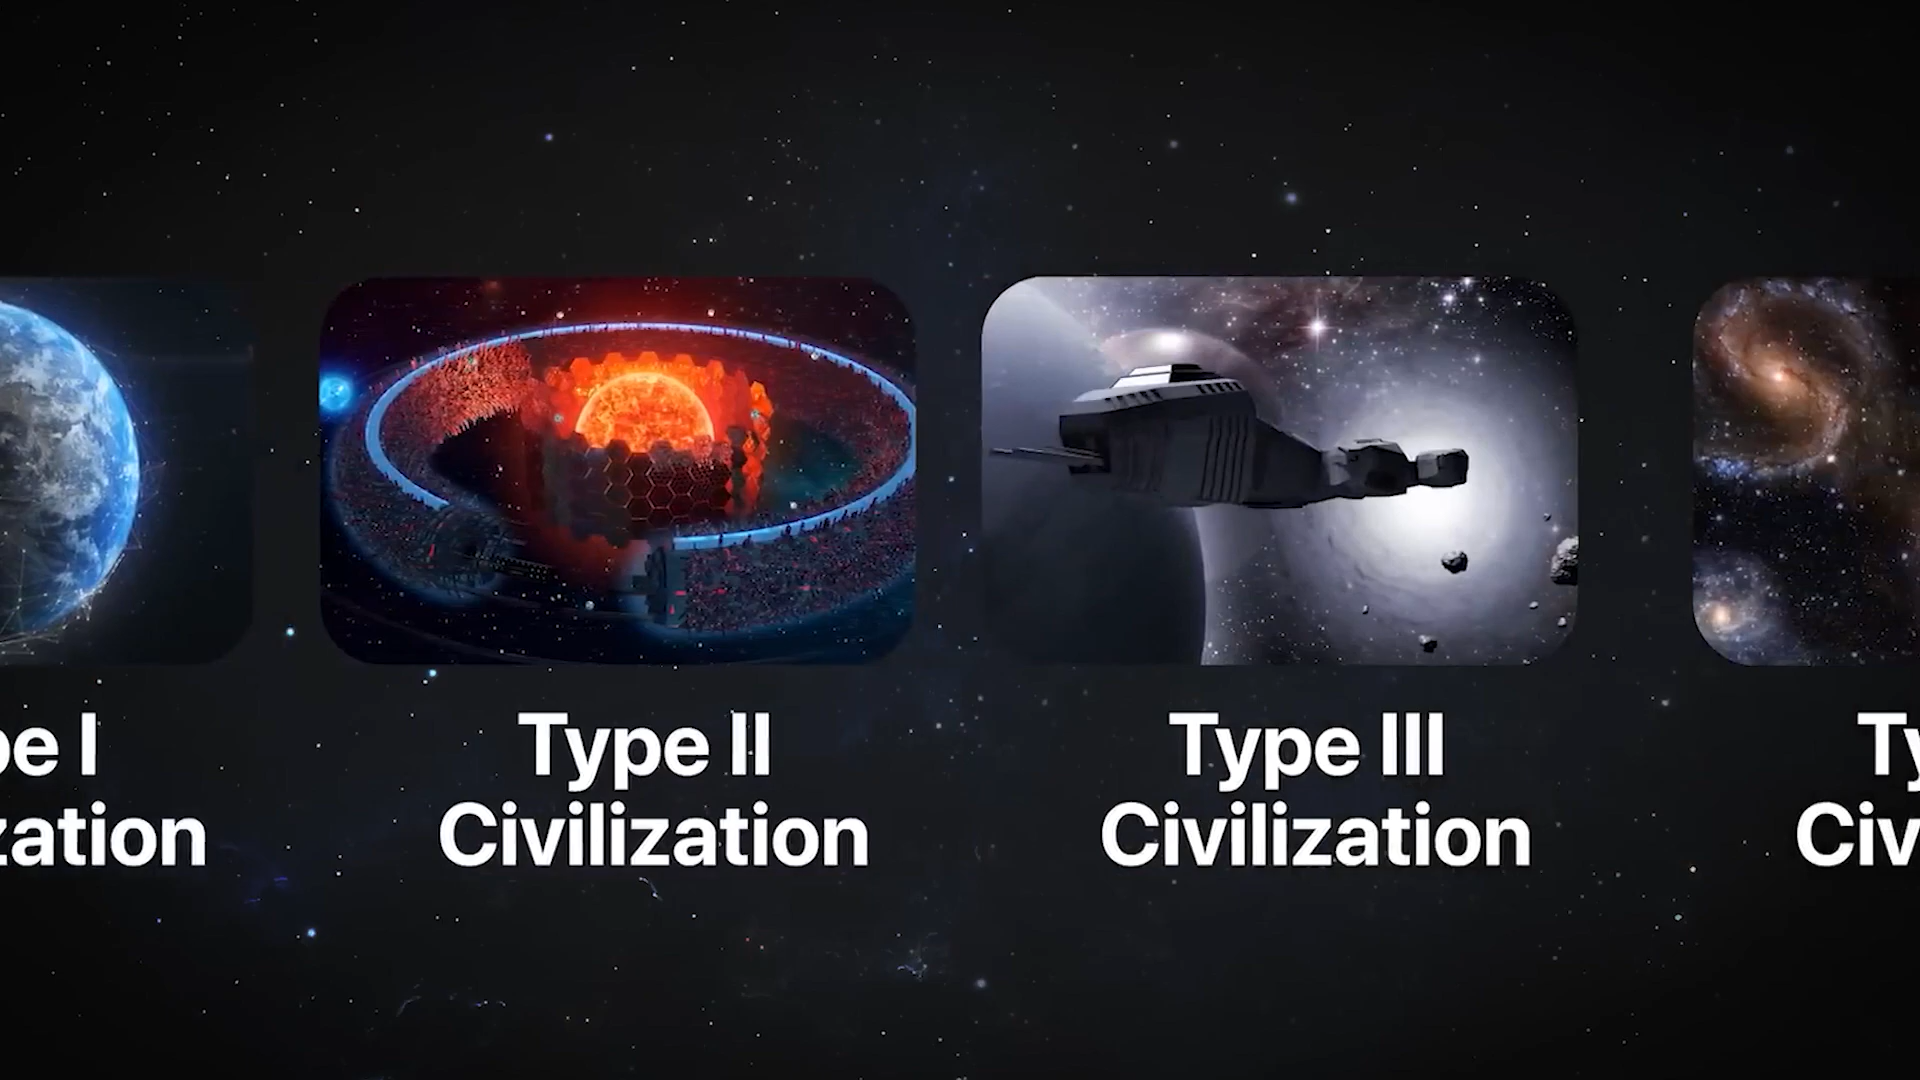 pe I
zation
Type II
Civilization
Type III
Civilization
Ty
Civ